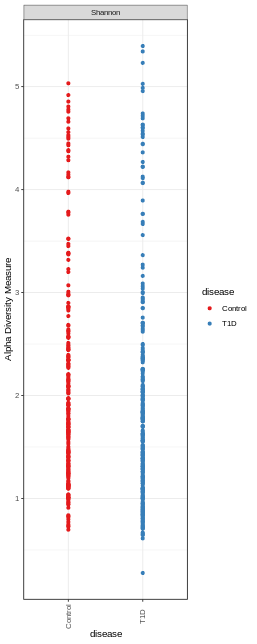 Shannon
Alpha Diversity Measure
5
4
3
2
1
Control
T1D
disease
disease
Control
T1D